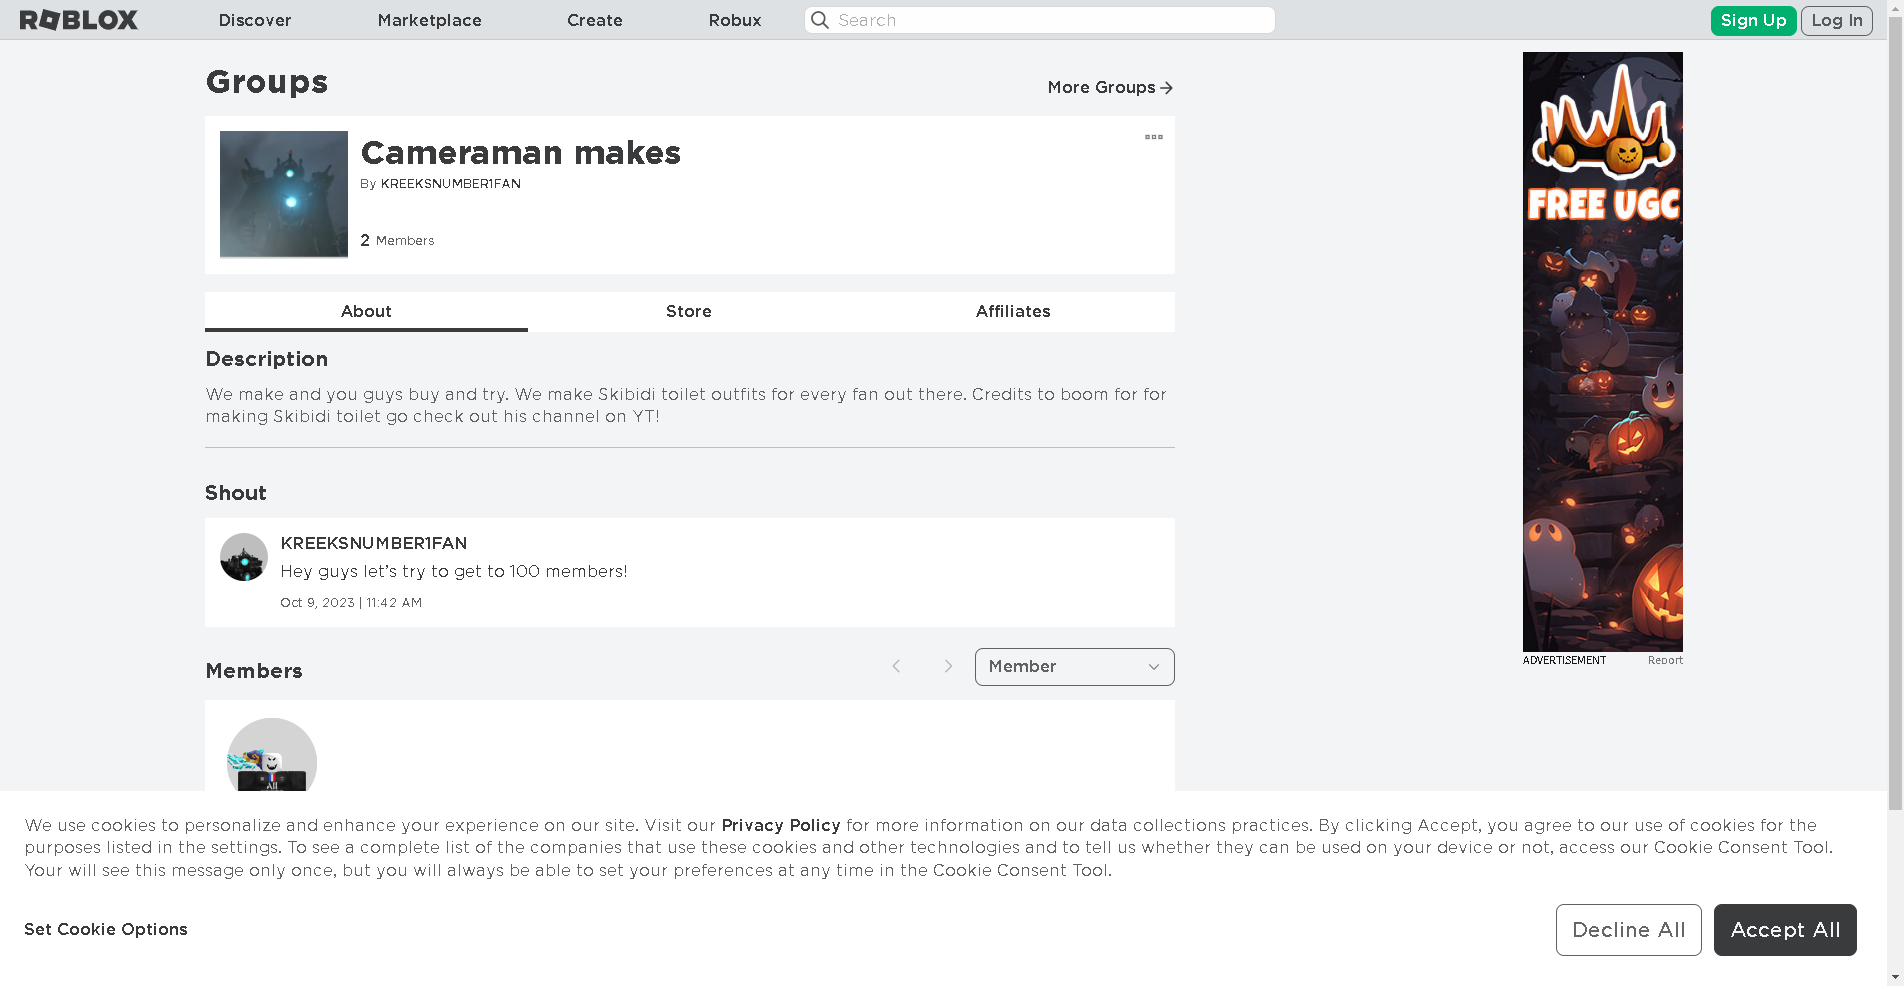 ROBLOX
Discover
Marketplace
Create
Robux
Search
Sign Up
Log In
Groups
More Groups
Cameraman makes
By KREEKSNUMBER1FAN
2 Members
About
Store
Affiliates
Description
We make and you guys buy and try. We make Skibidi toilet outfits for every fan out there. Credits to boom for for
making Skibidi toilet go check out his channel on YT!
Shout
KREEKSNUMBER1FAN
Hey guys let’s try to get to 100 members!
Oct 9, 2023 | 11:42 AM
Members
Member
All
FREE UGC
ADVERTISEMENT
Report
We use cookies to personalize and enhance your experience on our site. Visit our Privacy Policy for more information on our data collections practices. By clicking Accept, you agree to our use of cookies for the
purposes listed in the settings. To see a complete list of the companies that use these cookies and other technologies and to tell us whether they can be used on your device or not, access our Cookie Consent Tool.
Your will see this message only once, but you will always be able to set your preferences at any time in the Cookie Consent Tool.
Set Cookie Options
Decline All
Accept All